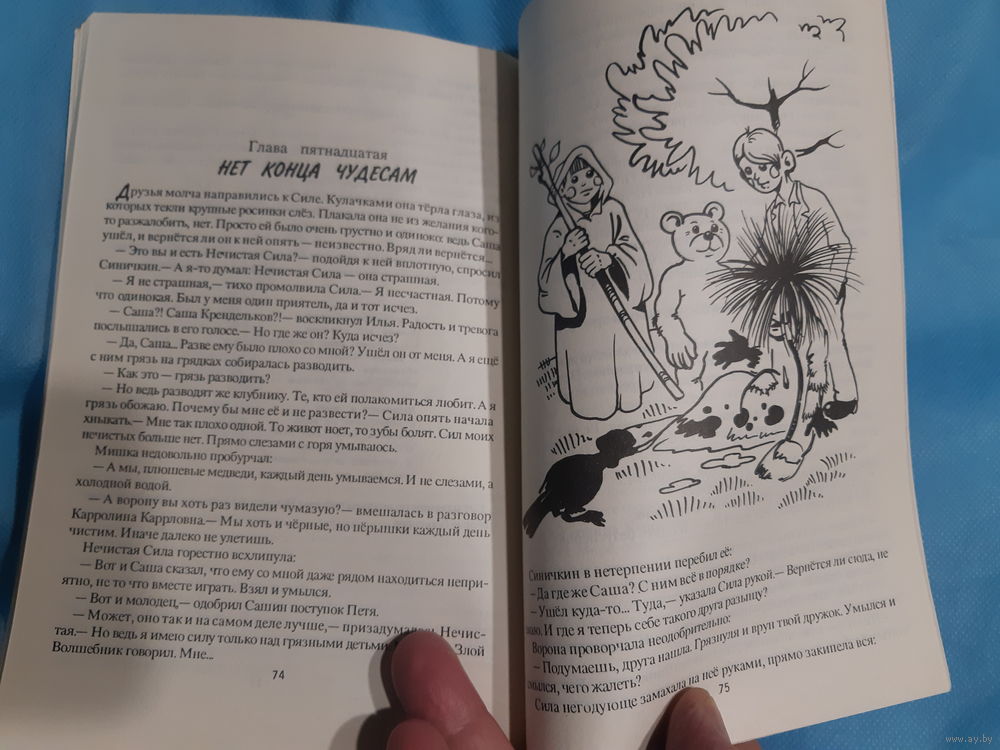 Глава пятнадцатая
НЕТ КОНЦА ЧУДЕСАМ
Друзья молча направились к Силе. Кулачками она тёрла глаза, из
которых текли крупные росинки слёз. Плакала она не из желания кого-
то разжалобить, нет. Просто ей было очень грустно и одиноко: ведь Саша
ушёл, и вернётся ли он к ней опять — неизвестно. Вряд ли вернётся...
— Это вы и есть Нечистая Сила?— подойдя к ней вплотную, спросил
Синичкин.— А я-то думал: Нечистая Сила — она страшная.
— Я не страшная,— тихо промолвила Сила.— Я несчастная. Потому
что одинокая. Был у меня один приятель, да и тот исчез.
— Саша?! Саша Крендельков?!— воскликнул Илья. Радость и тревога
послышались в его голосе.— Но где же он? Куда исчез?
— Да, Саша... Разве ему было плохо со мной? Ушёл он от меня. А я ещё
с ним грязь на грядках собиралась разводить.
— Как это — грязь разводить?
— Но ведь разводят же клубнику. Те, кто ей полакомиться любит. А я
грязь обожаю. Почему бы мне её и не развести?— Сила опять начала
хныкать.— Мне так плохо одной. То живот ноет, то зубы болят. Сил моих
нечистых больше нет. Прямо слезами с горя умываюсь.
Мишка недовольно пробурчал:
— А мы, плюшевые медведи, каждый день умываемся. И не слезами, а
холодной водой.
— А ворону вы хоть раз видели чумазую?— вмешалась в разговор
Карролина Каррловна.— Мы хоть и чёрные, но пёрышки каждый день
чистим. Иначе далеко не улетишь.
Нечистая Сила горестно всхлипула:
— Вот и Саша сказал, что ему со мной даже рядом находиться непри-
ятно, не то что вместе играть. Взял и умылся.
— Вот и молодец,— одобрил Сашин поступок Петя.
— Может, оно так и на самом деле лучше,— призадумалась Нечис-
тая.— Но ведь я имею силу только над грязными детьми. Злой
Волшебник говорил. Мне...
74
Синичкин в нетерпении перебил её:
— Да где же Саша? С ним всё в порядке?
— Ушёл куда-то... Туда,— указала Сила рукой.— Вернётся ли сюда, не
знаю. И где я теперь себе такого друга разыщу?
Ворона проворчала неодобрительно:
— Подумаешь, друга нашла. Грязнуля и врун твой дружок. Умылся и
смылся, чего жалеть?
Сила негодующе замахала на неё руками, прямо закипела вся:
75
www.ay.by